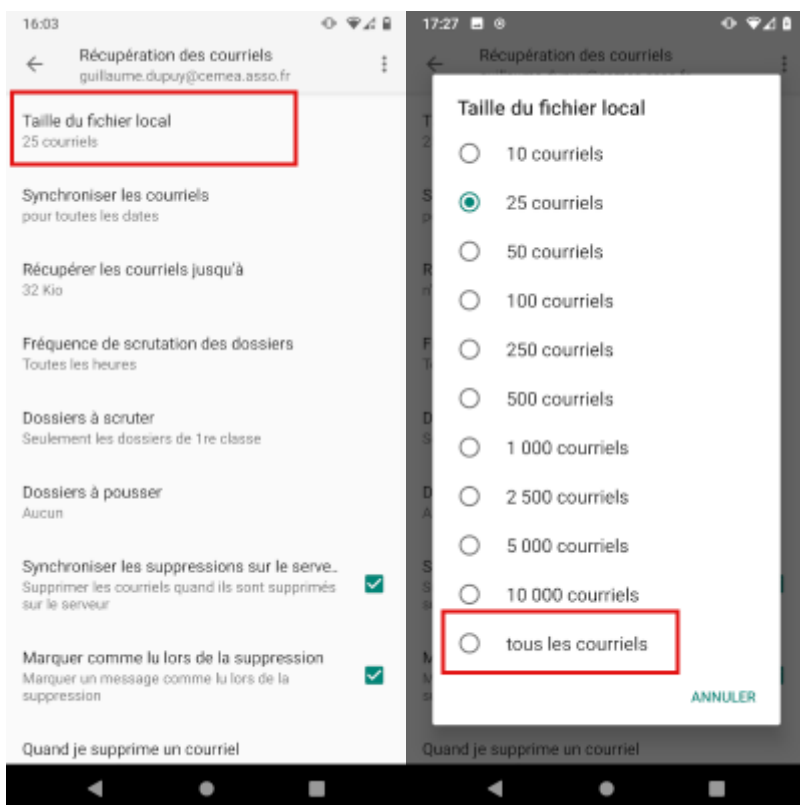 16:03
Récupération des courriels
guillaume.dupuy@cemea.asso.fr
Taille du fichier local
25 courriels
Synchroniser les courriels
pour toutes les dates
Récupérer les courriels jusqu'à
32 Kio
Fréquence de scrutation des dossiers
Toutes les heures
Dossiers à scruter
Seulement les dossiers de 1re classe
Dossiers à pousser
Aucun
Synchroniser les suppressions sur le serve..
Supprimer les courriels quand ils sont supprimés
sur le serveur
Marquer comme lu lors de la suppression
Marquer un message comme lu lors de la
suppression
Quand je supprime un courriel
17:27
Récupération des courriels
Taille du fichier local
10 courriels
25 courriels
50 courriels
100 courriels
250 courriels
500 courriels
1 000 courriels
2 500 courriels
5 000 courriels
10 000 courriels
tous les courriels
ANNULER
Quand je supprime un courriel